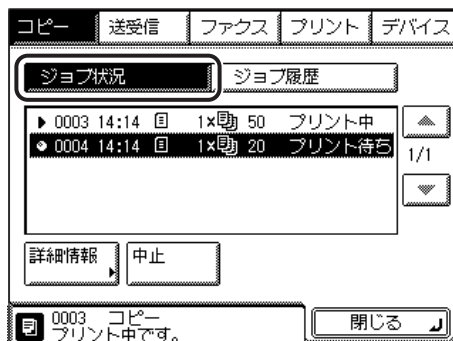 コピー 送受信 ファクス プリント デバイス
ジョブ状況 ジョブ履歴
0003 14:14 1× 50 プリント中
0004 14:14 1× 20 プリント待ち
1/1
詳細情報 中止
0003 コピー
プリント中です。
閉じる